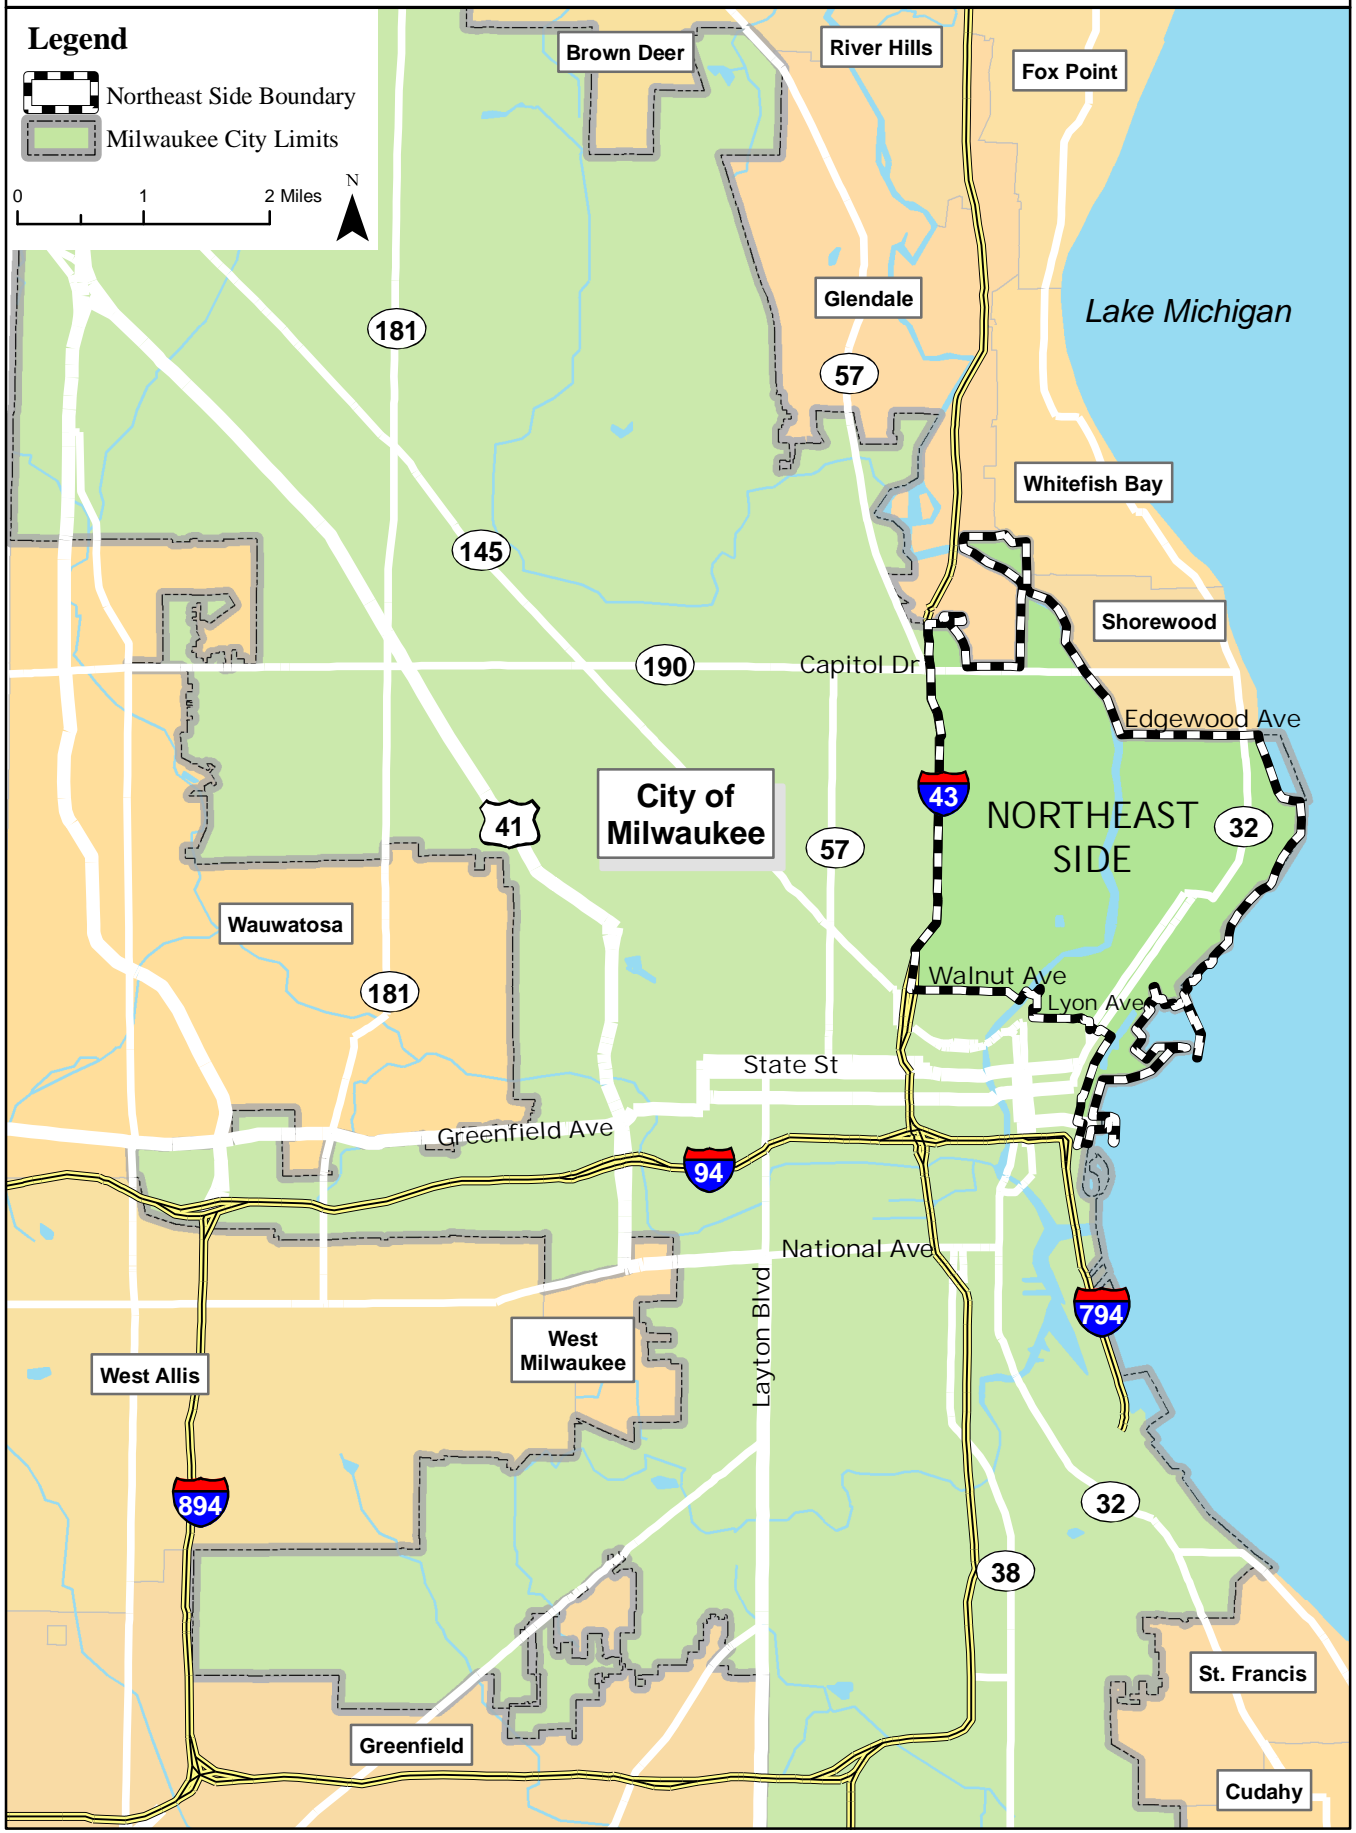 Legend
Northeast Side Boundary
Milwaukee City Limits
0 1 2 Miles
N
Brown Deer
River Hills
Fox Point
Glendale
Lake Michigan
181
57
Whitefish Bay
145
Shorewood
190
Capitol Dr
Edgewood Ave
City of
Milwaukee
43
NORTHEAST
SIDE
32
41
57
Wauwatosa
181
Walnut Ave
Lyon Ave
State St
Greenfield Ave
94
National Ave
Layton Blvd
794
West
Milwaukee
West Allis
894
32
38
St. Francis
Greenfield
Cudahy